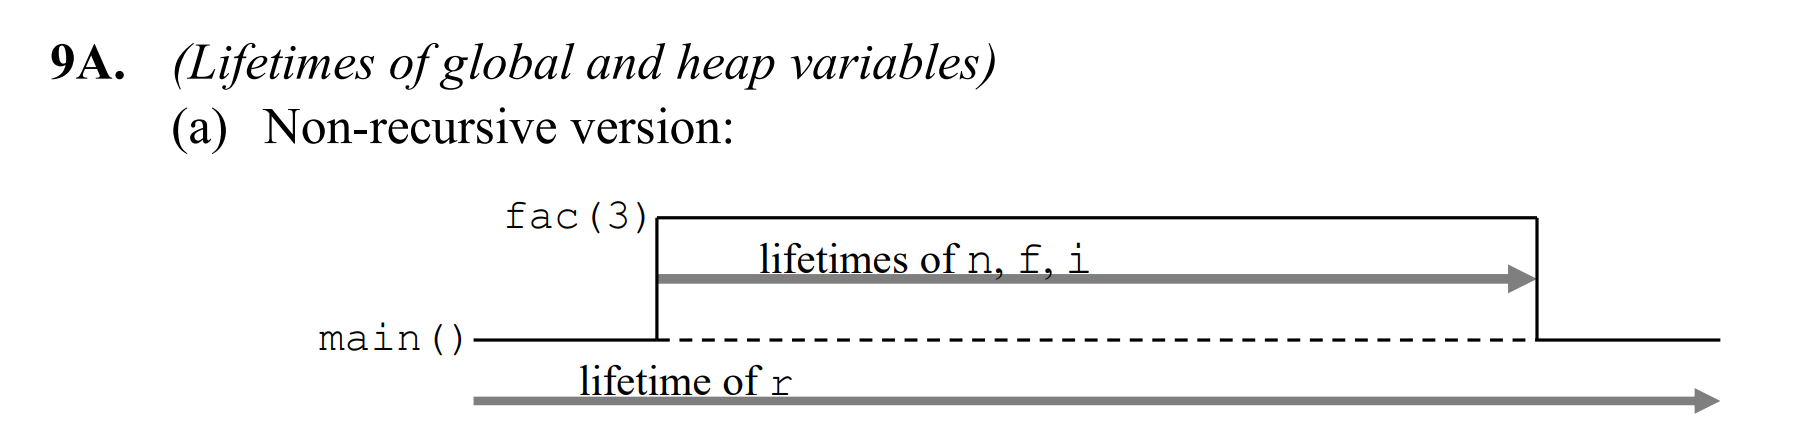 9A. (Lifetimes of global and heap variables)
(a) Non-recursive version:
fac(3)
lifetimes of n, f, i
main()
lifetime of r